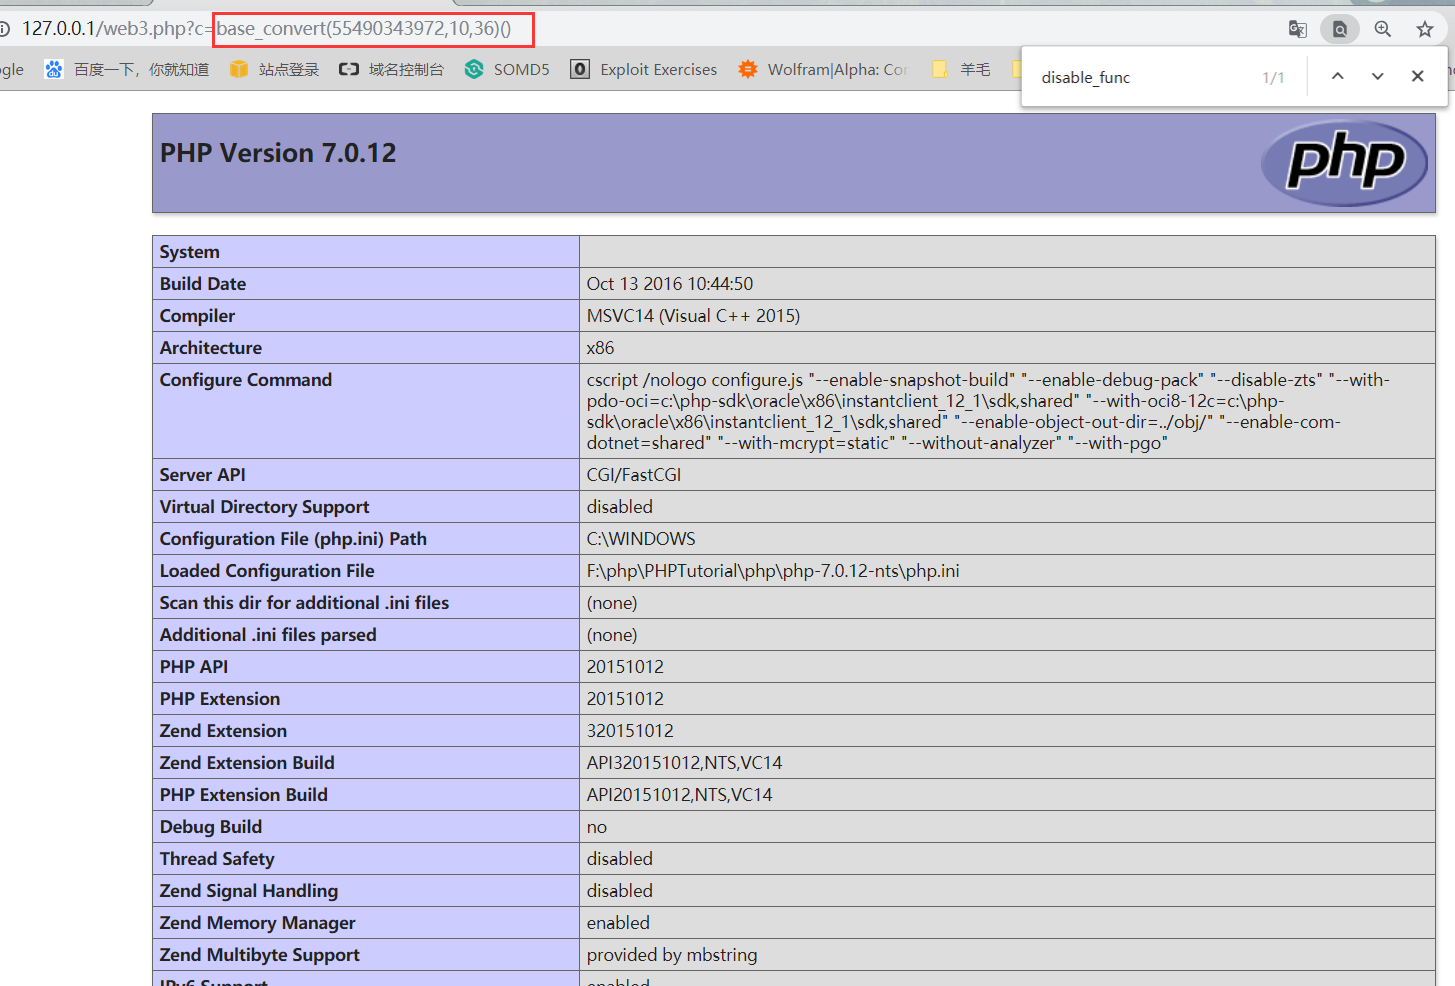 127.0.0.1/web3.php?c=base_convert(55490343972,10,36)()
gle 百度一下，你就知道 站点登录 域名控制台 SOMD5 Exploit Exercises Wolfram|Alpha: Co 羊毛
disable_func 1/1
PHP Version 7.0.12
php
System
Build Date Oct 13 2016 10:44:50
Compiler MSVC14 (Visual C++ 2015)
Architecture x86
Configure Command cscript /nologo configure.js "--enable-snapshot-build" "--enable-debug-pack" "--disable-zts" "--with-
pdo-oci=c:\php-sdk\oracle\x86\instantclient_12_1\sdk,shared" "--with-oci8-12c=c:\php-
sdk\oracle\x86\instantclient_12_1\sdk,shared" "--enable-object-out-dir=../obj/" "--enable-com-
dotnet=shared" "--with-mcrypt=static" "--without-analyzer" "--with-pgo"
Server API CGI/FastCGI
Virtual Directory Support disabled
Configuration File (php.ini) Path C:\WINDOWS
Loaded Configuration File F:\php\PHPTutorial\php\php-7.0.12-nts\php.ini
Scan this dir for additional .ini files (none)
Additional .ini files parsed (none)
PHP API 20151012
PHP Extension 20151012
Zend Extension 320151012
Zend Extension Build API320151012,NTS,VC14
PHP Extension Build API20151012,NTS,VC14
Debug Build no
Thread Safety disabled
Zend Signal Handling disabled
Zend Memory Manager enabled
Zend Multibyte Support provided by mbstring
IPv6 Support enabled